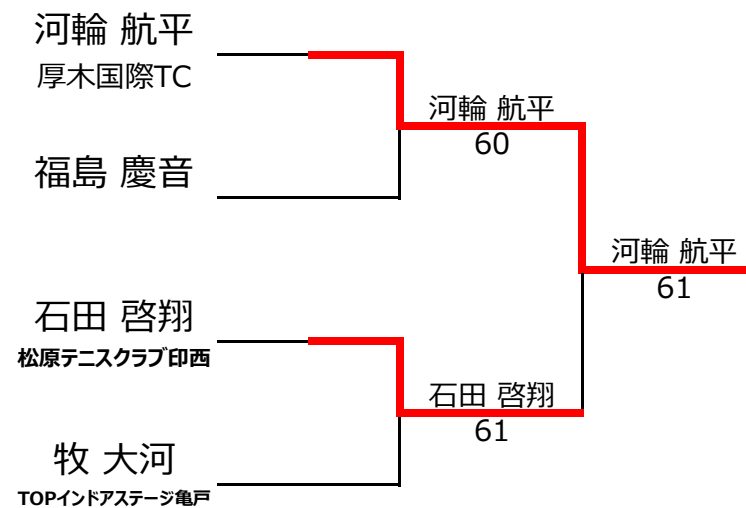 河輪 航平
厚木国際TC
河輪 航平
60
福島 慶音
河輪 航平
61
石田 啓翔
松原テニスクラブ印西
石田 啓翔
61
牧 大河
TOPインドアステージ亀戸